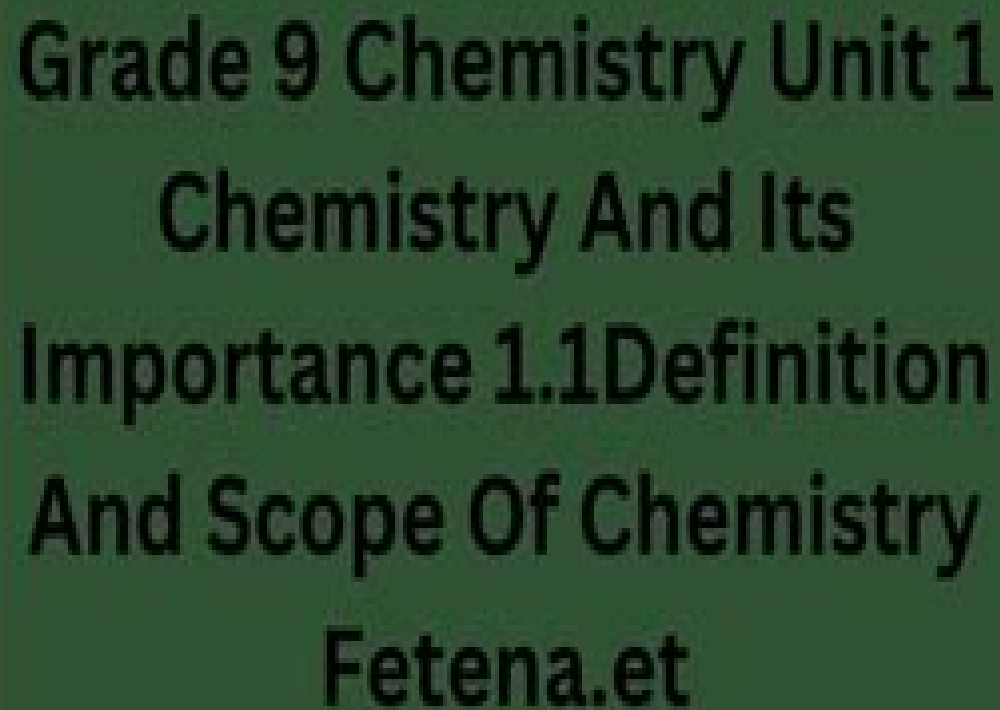 Grade 9 Chemistry Unit 1
Chemistry And Its
Importance 1.1Definition
And Scope Of Chemistry
Fetena.et